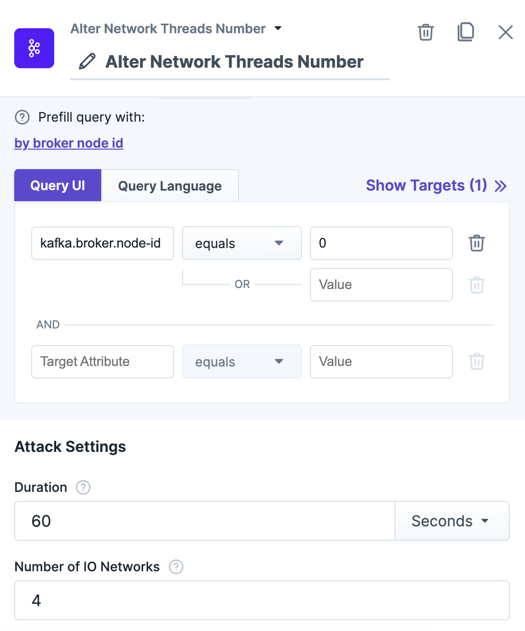 Alter Network Threads Number
Alter Network Threads Number
? Prefill query with:
by broker node id
Query UI Query Language Show Targets (1)
kafka.broker.node-id equals 0
OR Value
AND
Target Attribute equals Value
Attack Settings
Duration ?
60 Seconds
Number of IO Networks ?
4